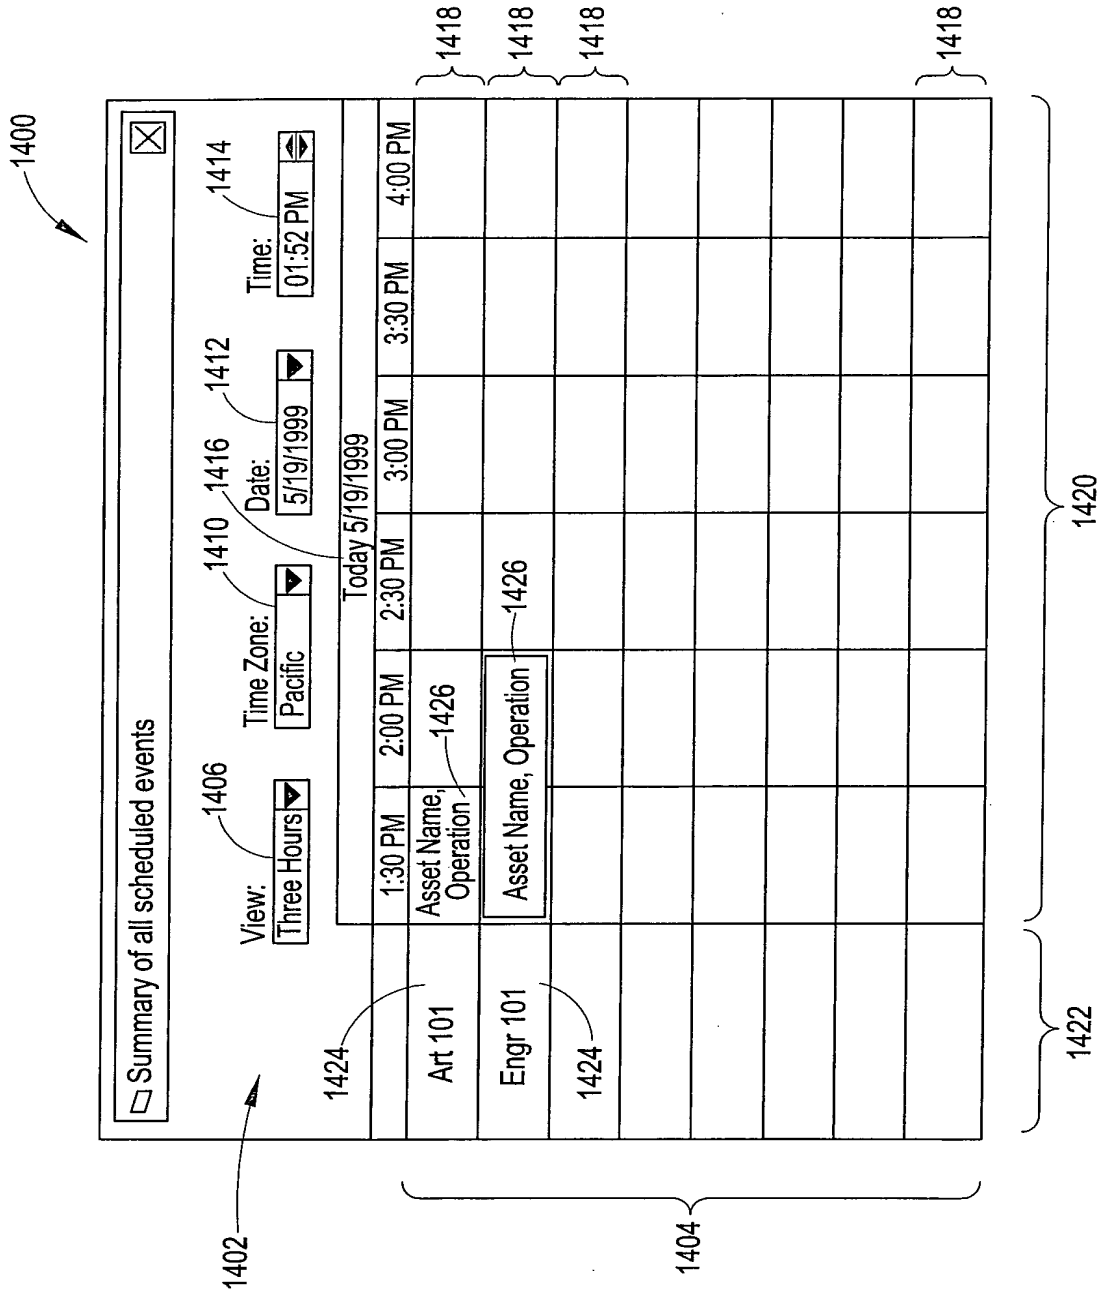 1400
Summary of all scheduled events
1402
1406
1410
1416
1412
1414
View:
Time Zone:
Date:
Time:
Three Hours
Pacific
5/19/1999
01:52 PM
Today 5/19/1999
1:30 PM
2:00 PM
2:30 PM
3:00 PM
3:30 PM
4:00 PM
1424
Art 101
Asset Name,
Operation
1426
1418
Engr 101
Asset Name, Operation
1426
1418
1424
1418
1404
1418
1422
1420